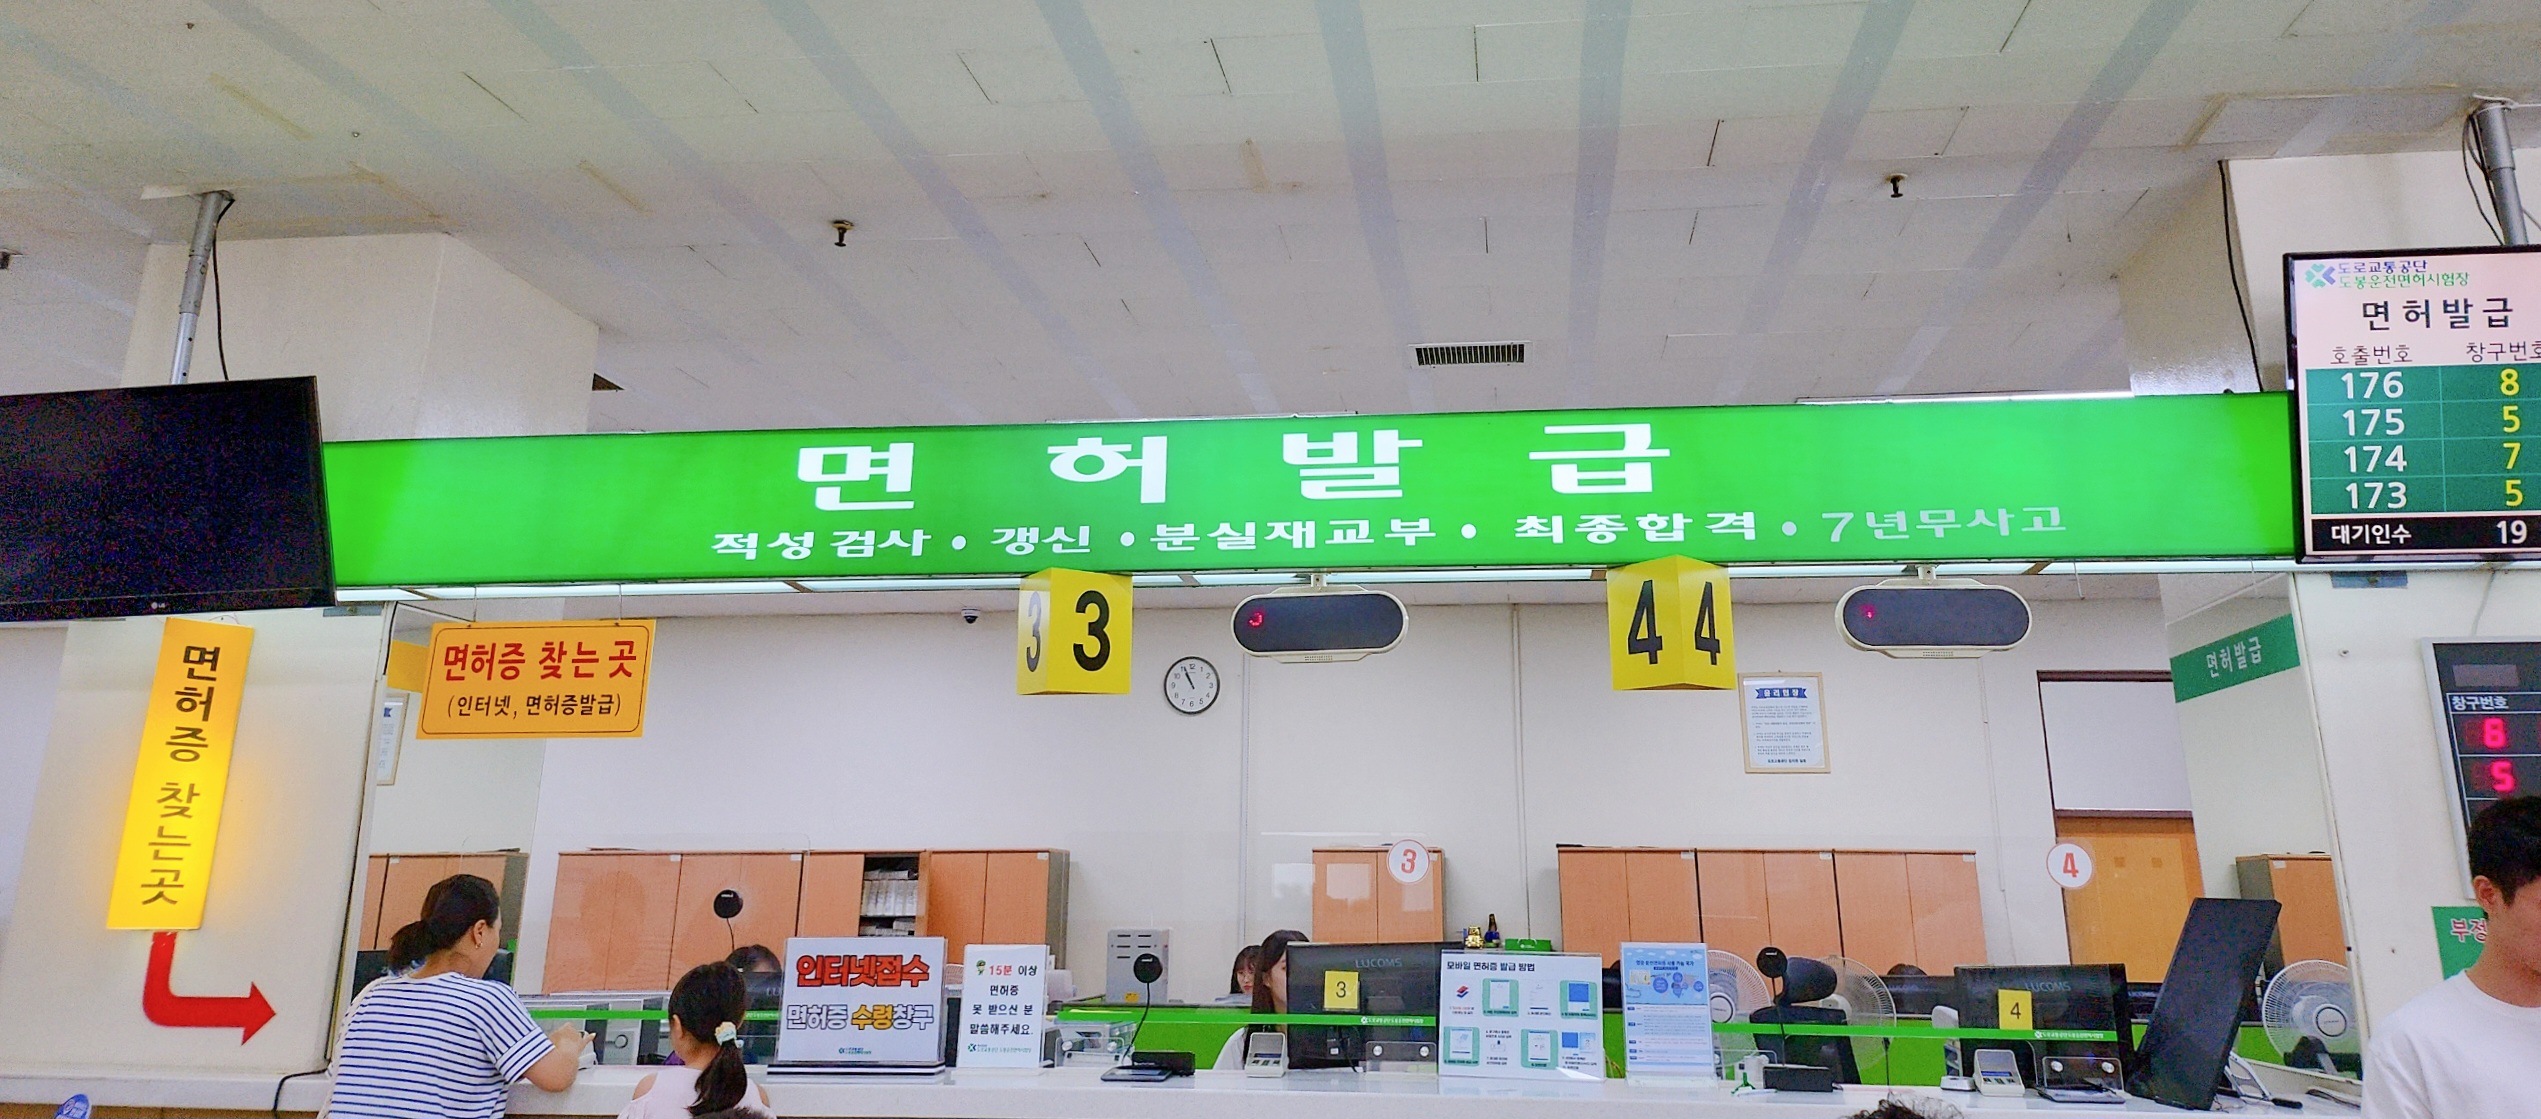 면허발급
적성검사 • 갱신 • 분실재교부 • 최종합격 • 7년무사고
도로교통공단
도봉운전면허시험장
면허발급
호출번호 창구번호
176 8
175 5
174 7
173 5
대기인수 19
면허증 찾는 곳
면허증 찾는 곳
(인터넷, 면허증발급)
3 3
4 4
면허발급
창구번호
8
5
3
4
인터넷접수
면허증 수령창구
15분 이상
면허증
못 받으신 분
말씀해주세요.
LUCOMS
3
모바일 면허증 발급 방법
LUCOMS
4